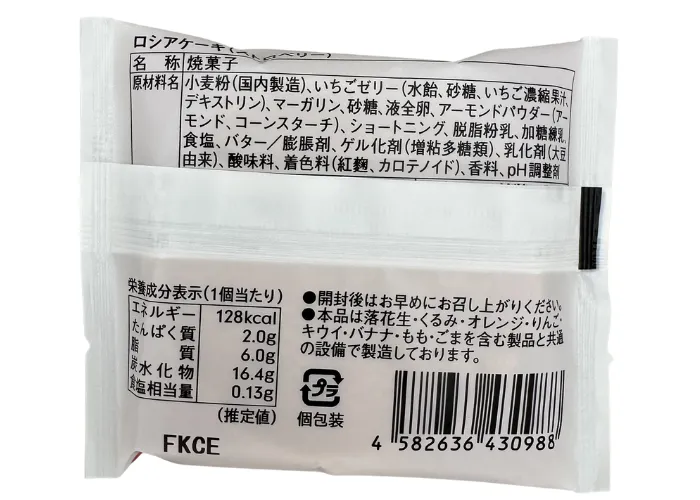 ロシアケーキ(ストロベリー)
名 称 焼菓子
原材料名 小麦粉(国内製造)、いちごゼリー(水飴、砂糖、いちご濃縮果汁、
デキストリン)、マーガリン、砂糖、液全卵、アーモンドパウダー(アー
モンド、コーンスターチ)、ショートニング、脱脂粉乳、加糖練乳、
食塩、バター/膨脹剤、ゲル化剤(増粘多糖類)、乳化剤(大豆
由来)、酸味料、着色料(紅麹、カロテノイド)、香料、pH調整剤
栄養成分表示(1個当たり)
エネルギー 128kcal
たんぱく質 2.0g
脂質 6.0g
炭水化物 16.4g
食塩相当量 0.13g
(推定値)
FKCE
●開封後はお早めにお召し上がりください。
●本品は落花生・くるみ・オレンジ・りんご・
キウイ・バナナ・もも・ごまを含む製品と共通
の設備で製造しております。
プラ
個包装
4 582636 430988